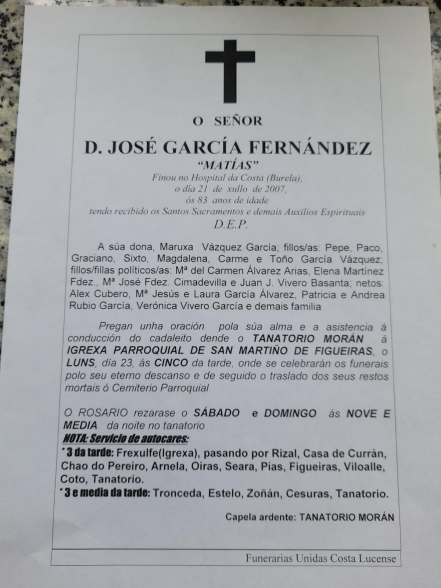 O SEÑOR
D. JOSÉ GARCÍA FERNÁNDEZ
"MATÍAS"
Finou no Hospital da Costa (Burela),
o día 21 de xullo de 2007,
ós 83 anos de idade
tendo recibido os Santos Sacramentos e demais Auxilios Espirituais
D.E.P.
A súa dona, Maruxa Vázquez García; fillos/as: Pepe, Paco,
Graciano, Sixto, Magdalena, Carme e Toño García Vázquez;
fillos/fillas políticos/as: Mª del Carmen Álvarez Arias, Elena Martinez
Fdez., Mª José Fdez. Cimadevilla e Juan J. Vivero Basanta; netos:
Alex Cubero, Mª Jesús e Laura García Álvarez, Patricia e Andrea
Rubio García, Verónica Vivero García e demais familia
Pregan unha oración pola súa alma e a asistencia á
conducción do cadaleito dende o TANATORIO MORÁN á
IGREXA PARROQUIAL DE SAN MARTIÑO DE FIGUEIRAS, o
LUNS, día 23, ás CINCO da tarde, onde se celebrarán os funerais
polo seu eterno descanso e de seguido o traslado dos seus restos
mortais ó Cemiterio Parroquial
O ROSARIO rezarase o SÁBADO e DOMINGO ás NOVE E
MEDIA da noite no tanatorio
NOTA: Servicio de autocares:
* 3 da tarde: Frexulfe(Igrexa), pasando por Rizal, Casa de Currán,
Chao do Pereiro, Arnela, Oiras, Seara, Pias, Figueiras, Viloalle,
Coto, Tanatorio.
* 3 e media da tarde: Tronceda, Estelo, Zoñán, Cesuras, Tanatorio.
Capela ardente: TANATORIO MORÁN
Funerarias Unidas Costa Lucense